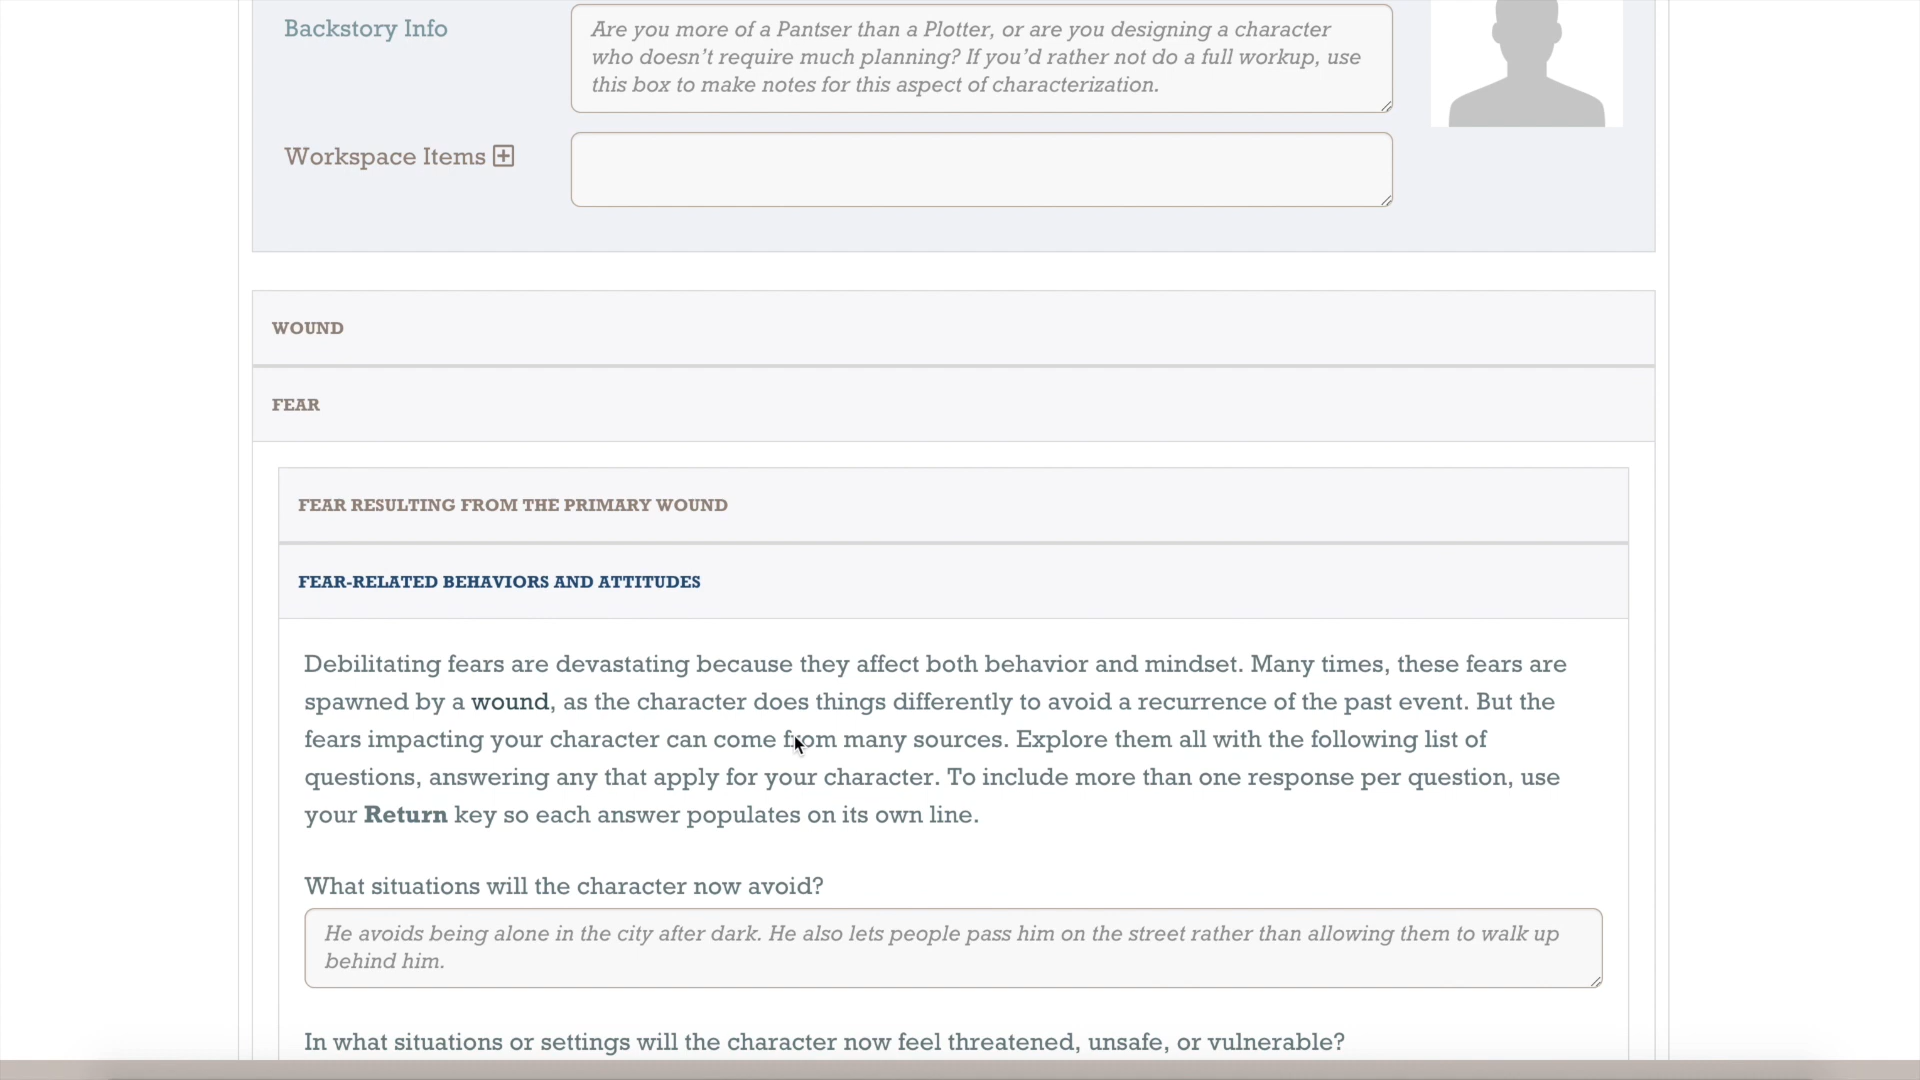 Backstory Info
Are you more of a Pantser than a Plotter, or are you designing a character
who doesn’t require much planning? If you’d rather not do a full workup, use
this box to make notes for this aspect of characterization.
Workspace Items
WOUND
FEAR
FEAR RESULTING FROM THE PRIMARY WOUND
FEAR-RELATED BEHAVIORS AND ATTITUDES
Debilitating fears are devastating because they affect both behavior and mindset. Many times, these fears are
spawned by a wound, as the character does things differently to avoid a recurrence of the past event. But the
fears impacting your character can come from many sources. Explore them all with the following list of
questions, answering any that apply for your character. To include more than one response per question, use
your Return key so each answer populates on its own line.
What situations will the character now avoid?
He avoids being alone in the city after dark. He also lets people pass him on the street rather than allowing them to walk up
behind him.
In what situations or settings will the character now feel threatened, unsafe, or vulnerable?